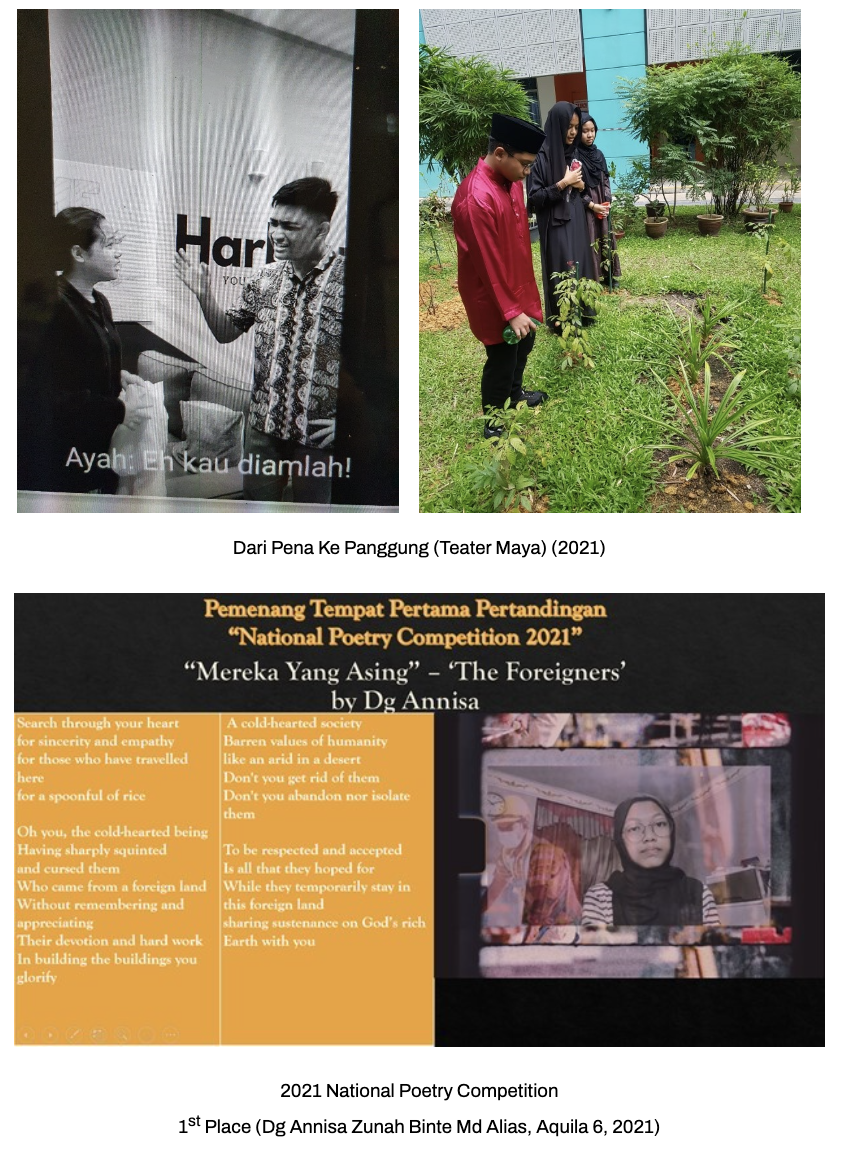 Hari
YOU
Ayah: Eh kau diamlah!
Dari Pena Ke Panggung (Teater Maya) (2021)
Pemenang Tempat Pertama Pertandingan
“National Poetry Competition 2021”
“Mereka Yang Asing” – ‘The Foreigners’
by Dg Annisa
Search through your heart
for sincerity and empathy
for those who have travelled
here
for a spoonful of rice
Oh you, the cold-hearted being
Having sharply squinted
and cursed them
Who came from a foreign land
Without remembering and
appreciating
Their devotion and hard work
In building the buildings you
glorify
A cold-hearted society
Barren values of humanity
like an arid in a desert
Don't you get rid of them
Don't you abandon nor isolate
them
To be respected and accepted
Is all that they hoped for
While they temporarily stay in
this foreign land
sharing sustenance on God's rich
Earth with you
2021 National Poetry Competition
1st Place (Dg Annisa Zunah Binte Md Alias, Aquila 6, 2021)